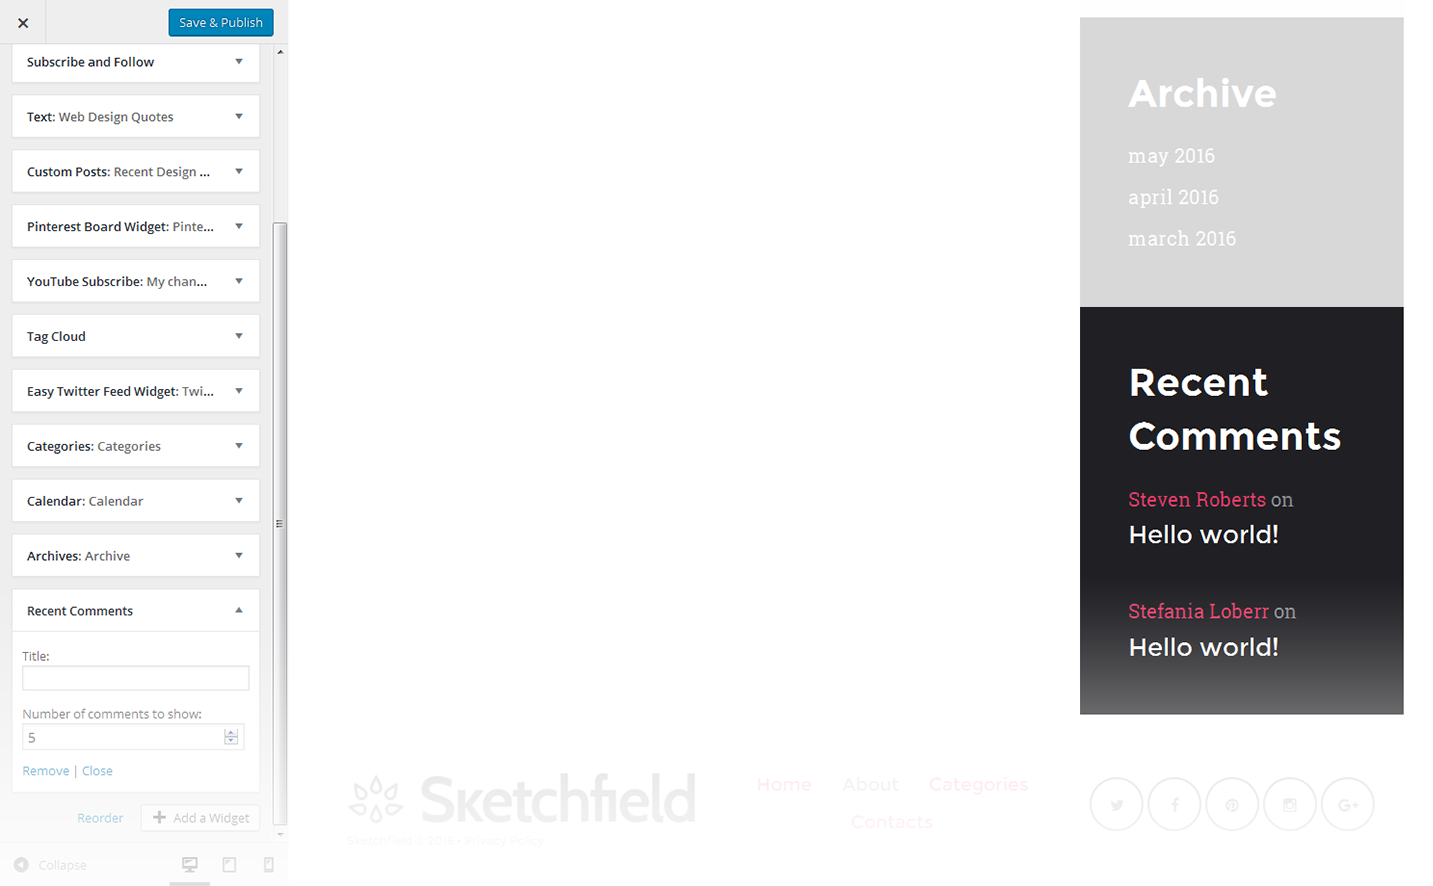 Save & Publish
Subscribe and Follow
Text: Web Design Quotes
Custom Posts: Recent Design ...
Pinterest Board Widget: Pinte...
YouTube Subscribe: My chan...
Tag Cloud
Easy Twitter Feed Widget: Twi...
Categories: Categories
Calendar: Calendar
Archives: Archive
Recent Comments
Title:
Number of comments to show:
5
Remove | Close
Reorder
Add a Widget
Collapse
Archive
may 2016
april 2016
march 2016
Recent
Comments
Steven Roberts on
Hello world!
Stefania Loberr on
Hello world!
Sketchfield
Sketchfield © 2016 • Privacy Policy
Home About Categories
Contacts